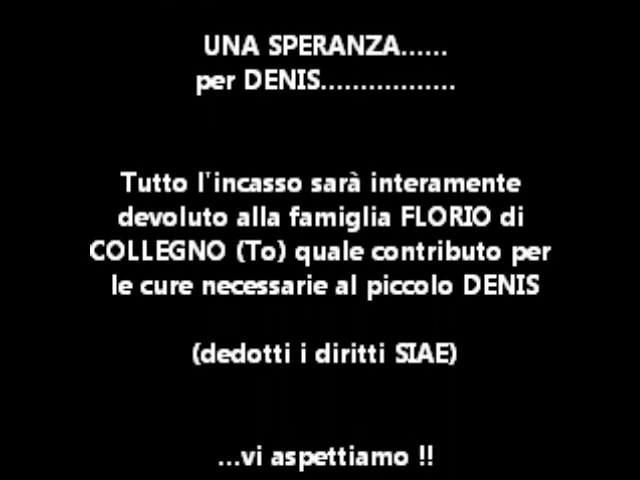 UNA SPERANZA......
per DENIS.................
Tutto l'incasso sarà interamente
devoluto alla famiglia FLORIO di
COLLEGNO (To) quale contributo per
le cure necessarie al piccolo DENIS
(dedotti i diritti SIAE)
...vi aspettiamo !!